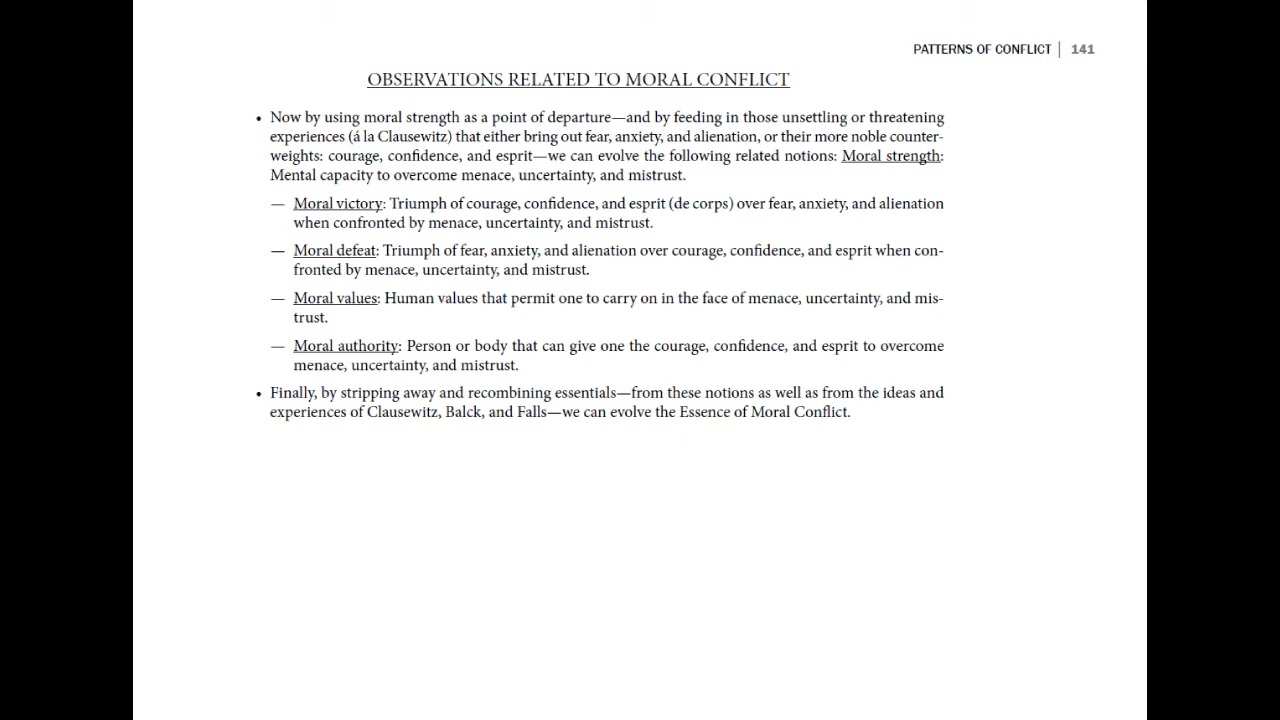 PATTERNS OF CONFLICT | 141
OBSERVATIONS RELATED TO MORAL CONFLICT
• Now by using moral strength as a point of departure—and by feeding in those unsettling or threatening
experiences (á la Clausewitz) that either bring out fear, anxiety, and alienation, or their more noble counter-
weights: courage, confidence, and esprit—we can evolve the following related notions: Moral strength:
Mental capacity to overcome menace, uncertainty, and mistrust.
— Moral victory: Triumph of courage, confidence, and esprit (de corps) over fear, anxiety, and alienation
when confronted by menace, uncertainty, and mistrust.
— Moral defeat: Triumph of fear, anxiety, and alienation over courage, confidence, and esprit when con-
fronted by menace, uncertainty, and mistrust.
— Moral values: Human values that permit one to carry on in the face of menace, uncertainty, and mis-
trust.
— Moral authority: Person or body that can give one the courage, confidence, and esprit to overcome
menace, uncertainty, and mistrust.
• Finally, by stripping away and recombining essentials—from these notions as well as from the ideas and
experiences of Clausewitz, Balck, and Falls—we can evolve the Essence of Moral Conflict.